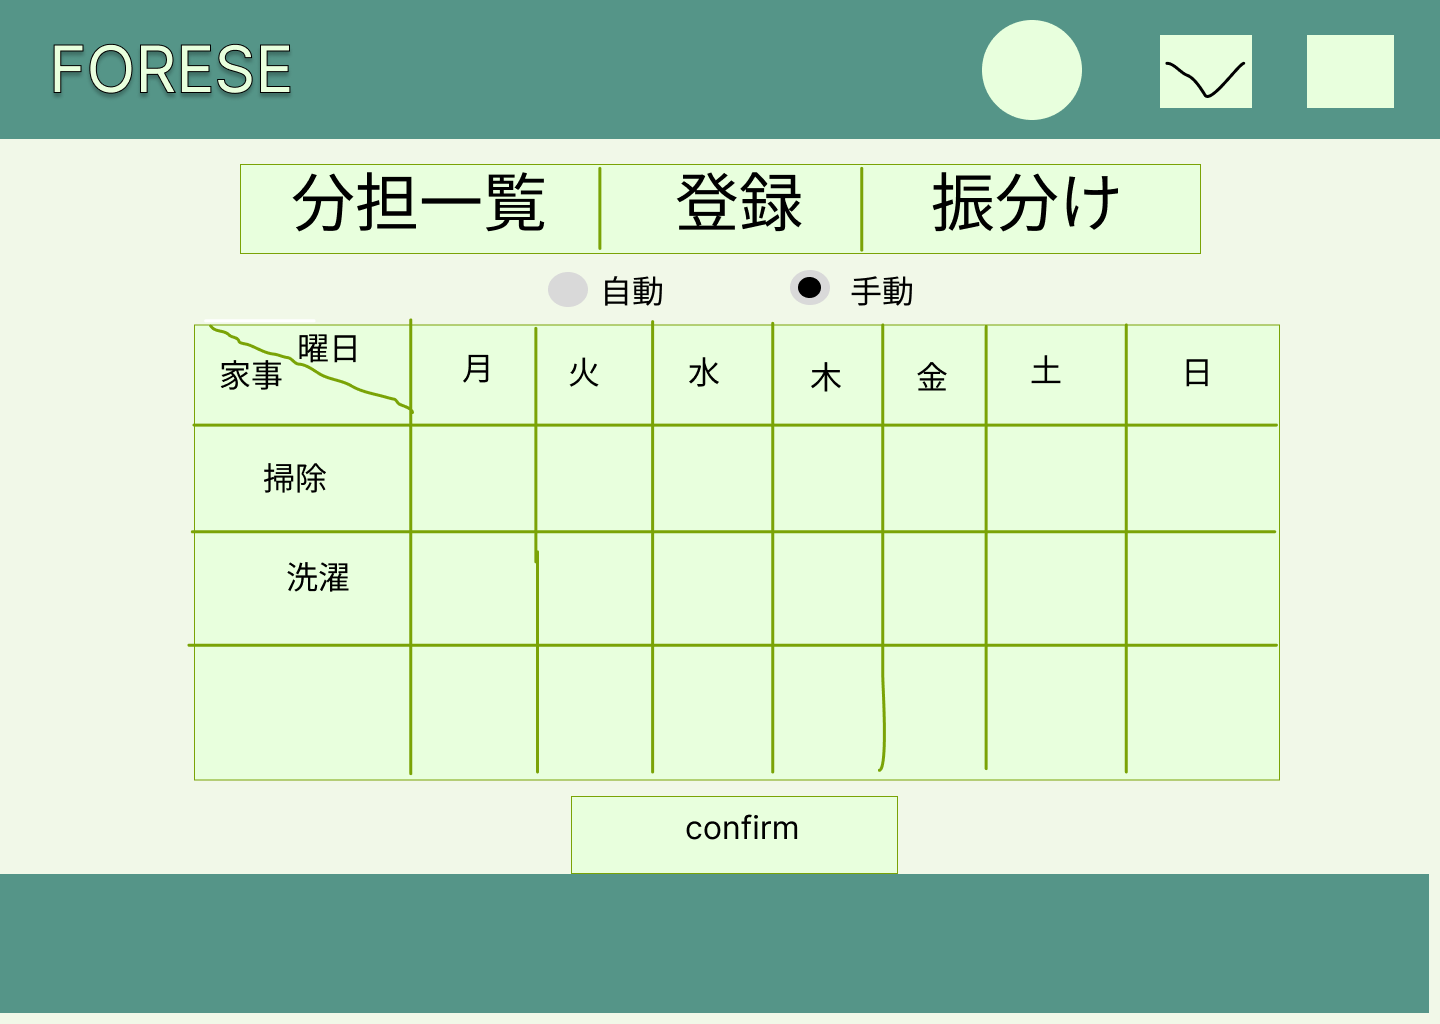 FORESE
分担一覧 登録 振分け
自動 手動
曜日
家事 月 火 水 木 金 土 日
掃除
洗濯
confirm